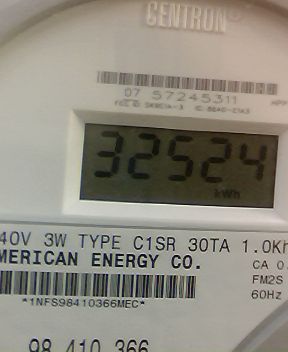 CENTRON®
07 57245311
32524
kWh
40V 3W TYPE C1SR 30TA 1.0Kh
MERICAN ENERGY CO.
CA 0.
FM2S
*1NFS98410366MEC*
60Hz
98 410 366